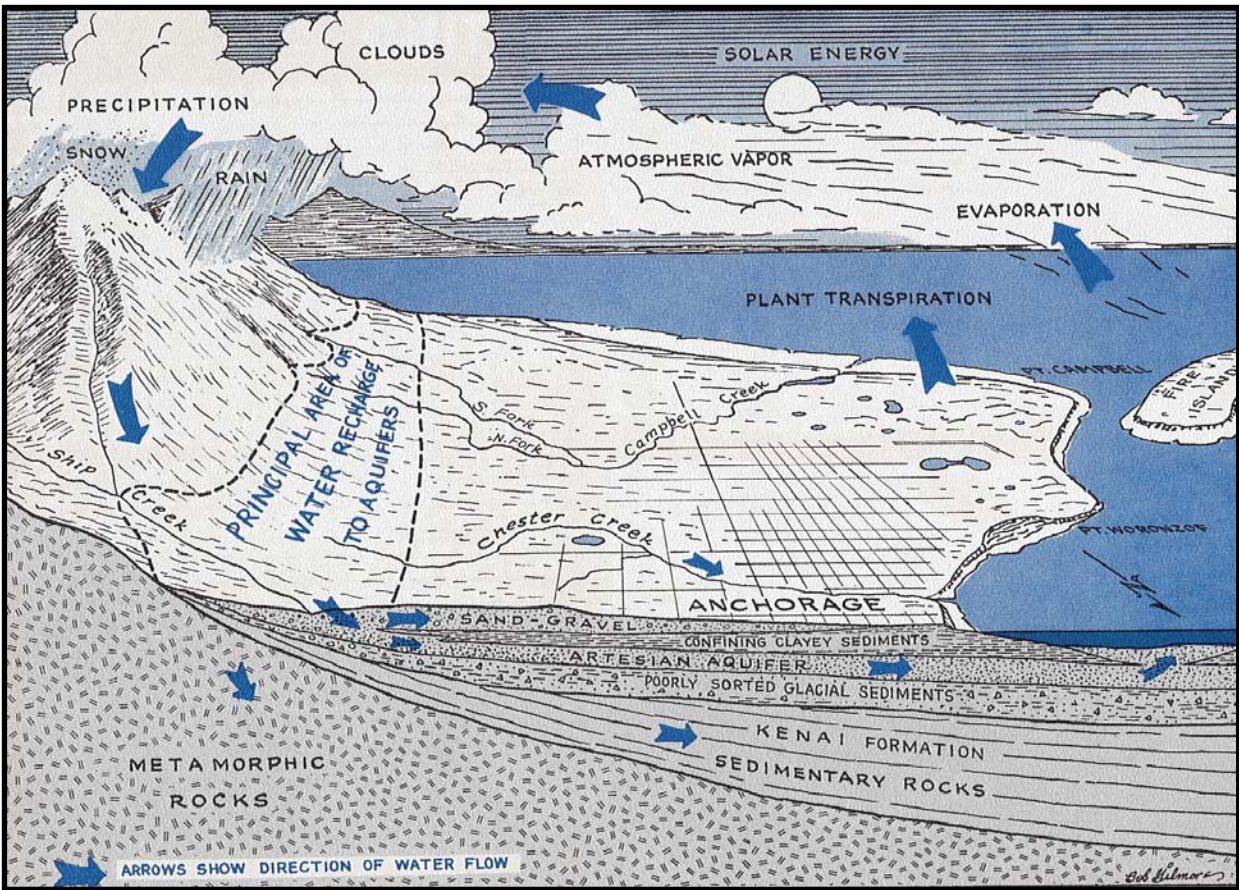 CLOUDS
SOLAR ENERGY
PRECIPITATION
SNOW
RAIN
ATMOSPHERIC VAPOR
EVAPORATION
PLANT TRANSPIRATION
PT. CAMPBELL
FIRE
ISLAND
PRINCIPAL AREA OF
WATER RECHARGE
TO AQUIFERS
S. Fork
N. Fork
Campbell Creek
Ship
Creek
Chester Creek
PT. WORONZOF
ANCHORAGE
SAND-GRAVEL
CONFINING CLAYEY SEDIMENTS
ARTESIAN AQUIFER
POORLY SORTED GLACIAL SEDIMENTS
KENAI FORMATION
SEDIMENTARY ROCKS
METAMORPHIC
ROCKS
ARROWS SHOW DIRECTION OF WATER FLOW
Bob Gilmore